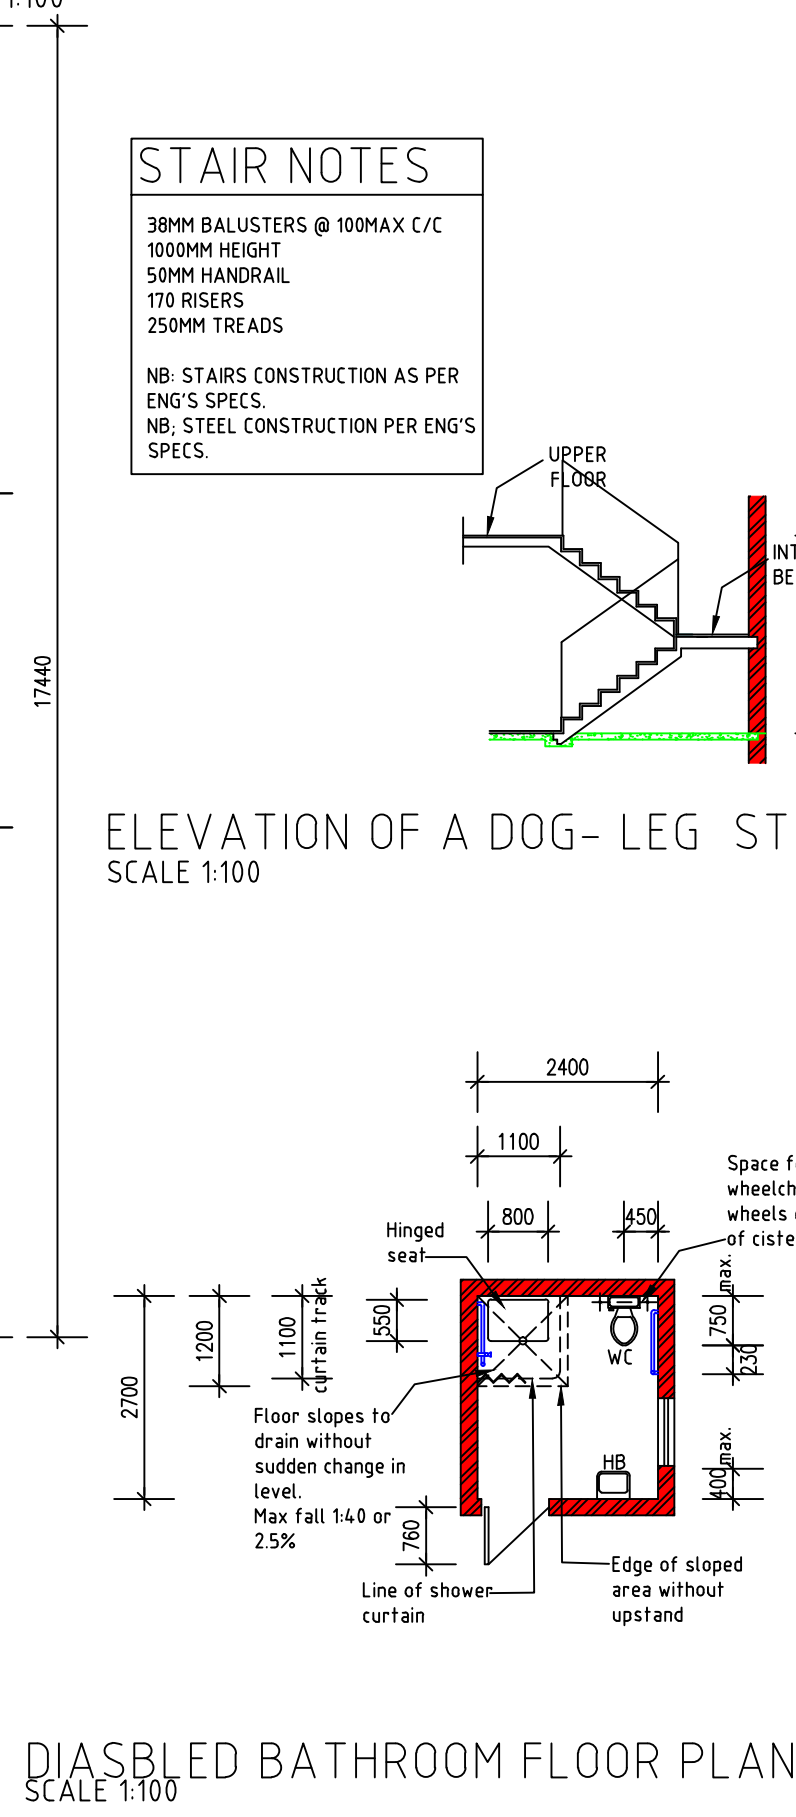 STAIR NOTES
38MM BALUSTERS @ 100MAX C/C
1000MM HEIGHT
50MM HANDRAIL
170 RISERS
250MM TREADS
NB: STAIRS CONSTRUCTION AS PER
ENG'S SPECS.
NB; STEEL CONSTRUCTION PER ENG'S
SPECS.
UPPER
FLOOR
INT
BE
17440
ELEVATION OF A DOG- LEG ST
SCALE 1:100
2400
1100
800
450
Space f
wheelch
wheels
of ciste
Hinged
seat
550
1100
curtain track
1200
2700
750 max.
230
WC
400 max.
HB
Floor slopes to
drain without
sudden change in
level.
Max fall 1:40 or
2.5%
760
Line of shower
curtain
Edge of sloped
area without
upstand
DIASBLED BATHROOM FLOOR PLAN
SCALE 1:100